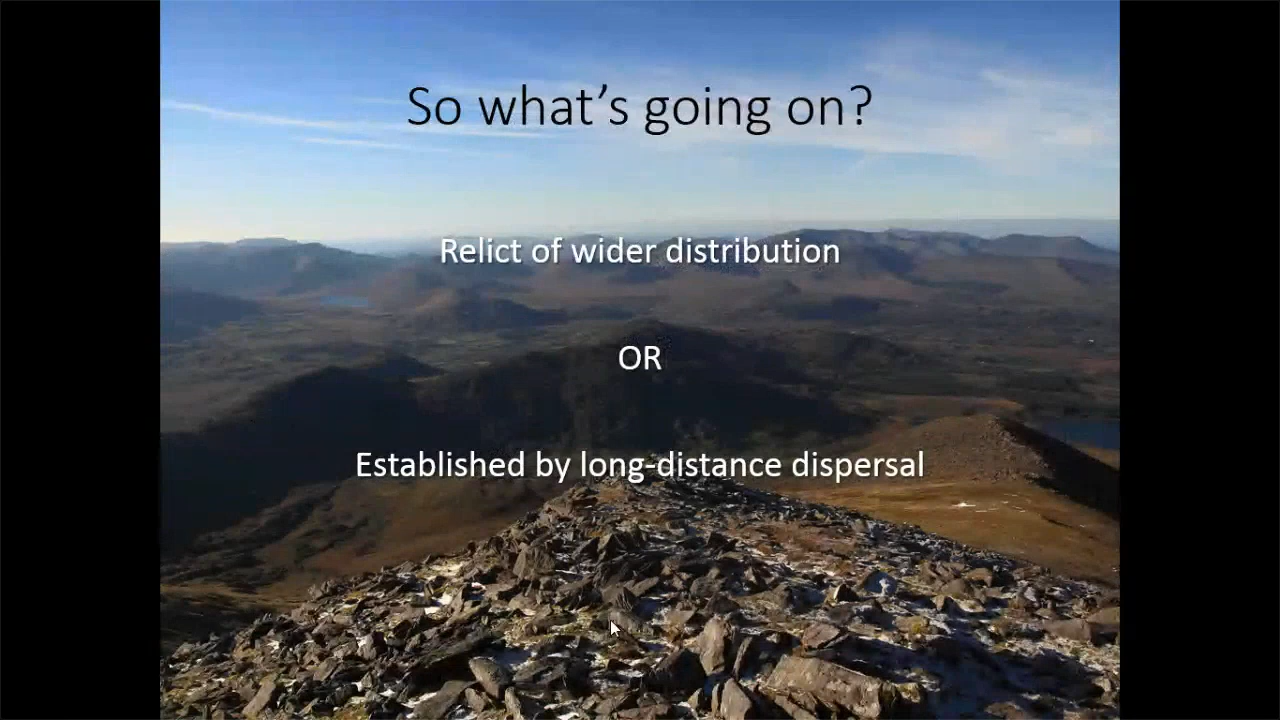 So what’s going on?
Relict of wider distribution
OR
Established by long-distance dispersal